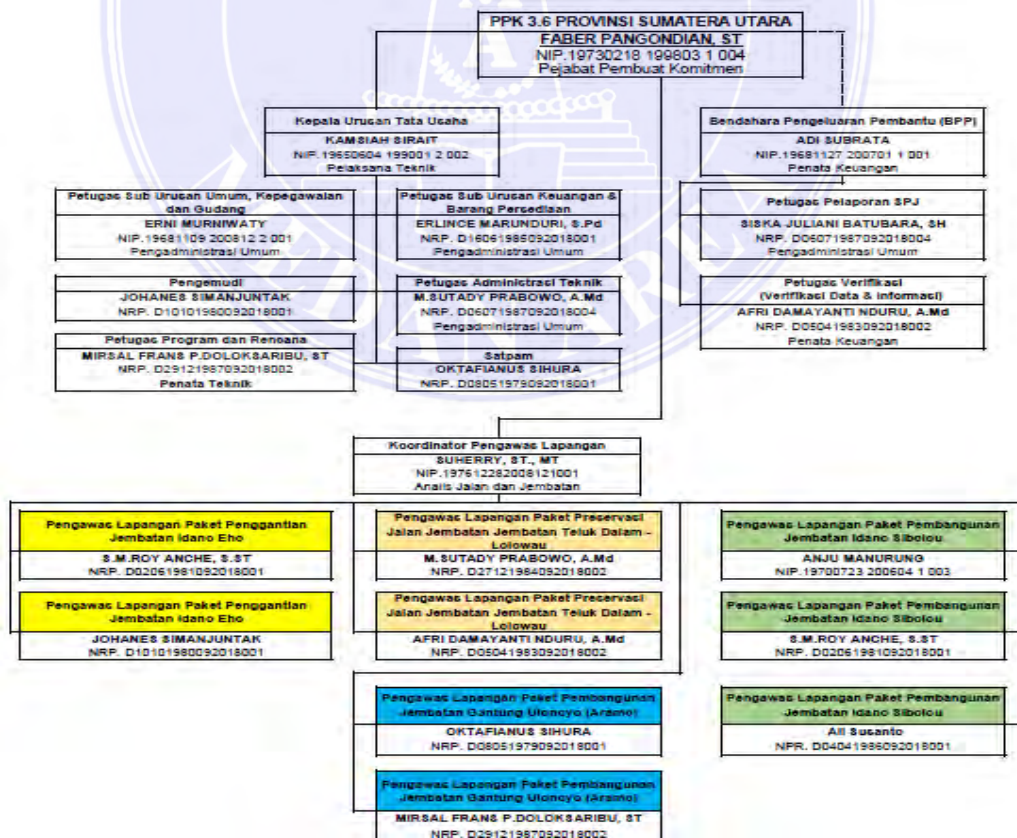 PPK 3.6 PROVINSI SUMATERA UTARA
FABER PANGONDIAN, ST
NIP.19730218 199803 1 004
Pejabat Pembuat Komitmen
Kepala Urusan Tata Usaha
KAMSIAH SIRAIT
NIP.19650604 199001 2 002
Pelaksana Teknik
Bendahara Pengeluaran Pembantu (BPP)
ADI SUBRATA
NIP.19681127 200701 1 001
Penata Keuangan
Petugas Sub Urusan Umum, Kepegawaian
dan Gudang
ERNI MURNIWATY
NIP.19681109 200812 2 001
Pengadministrasi Umum
Petugas Sub Urusan Keuangan &
Barang Persediaan
ERLINCE MARUNDURI, S.Pd
NRP. D16061986092018001
Pengadministrasi Umum
Petugas Pelaporan SPJ
SISKA JULIANI BATUBARA, SH
NRP. D06071987092018004
Pengadministrasi Umum
Pengemudi
JOHANES SIMANJUNTAK
NRP. D10101980092018001
Petugas Administrasi Teknik
M.SUTADY PRABOWO, A.Md
NRP. D06071987092018004
Pengadministrasi Umum
Petugas Verifikasi
(Verifikasi Data & Informasi)
AFRI DAMAYANTI NDURU, A.Md
NRP. D05041983092018002
Penata Keuangan
Petugas Program dan Rencana
MIRSAL FRANS P.DOLOKSARIBU, ST
NRP. D29121987092018002
Penata Teknik
Satpam
OKTAFIANUS SIHURA
NRP. D08051979092018001
Koordinator Pengawas Lapangan
SUHERRY, ST., MT
NIP.197612282008121001
Analis Jalan dan Jembatan
Pengawas Lapangan Paket Penggantian
Jembatan Idano Eho
S.M.ROY ANCHE, S.ST
NRP. D02061981092018001
Pengawas Lapangan Paket Preservasi
Jalan Jembatan Jembatan Teluk Dalam -
Lolowau
M.SUTADY PRABOWO, A.Md
NRP. D27121984092018002
Pengawas Lapangan Paket Pembangunan
Jembatan Idano Sibolou
ANJU MANURUNG
NIP.19700723 200604 1 003
Pengawas Lapangan Paket Penggantian
Jembatan Idano Eho
JOHANES SIMANJUNTAK
NRP. D10101980092018001
Pengawas Lapangan Paket Preservasi
Jalan Jembatan Jembatan Teluk Dalam -
Lolowau
AFRI DAMAYANTI NDURU, A.Md
NRP. D05041983092018002
Pengawas Lapangan Paket Pembangunan
Jembatan Idano Sibolou
S.M.ROY ANCHE, S.ST
NRP. D02061981092018001
Pengawas Lapangan Paket Pembangunan
Jembatan Gantung Ulonoyo (Aramo)
OKTAFIANUS SIHURA
NRP. D08051979092018001
Pengawas Lapangan Paket Pembangunan
Jembatan Idano Sibolou
Ali Susanto
NPR. D04041986092018001
Pengawas Lapangan Paket Pembangunan
Jembatan Gantung Ulonoyo (Aramo)
MIRSAL FRANS P.DOLOKSARIBU, ST
NRP. D29121987092018002